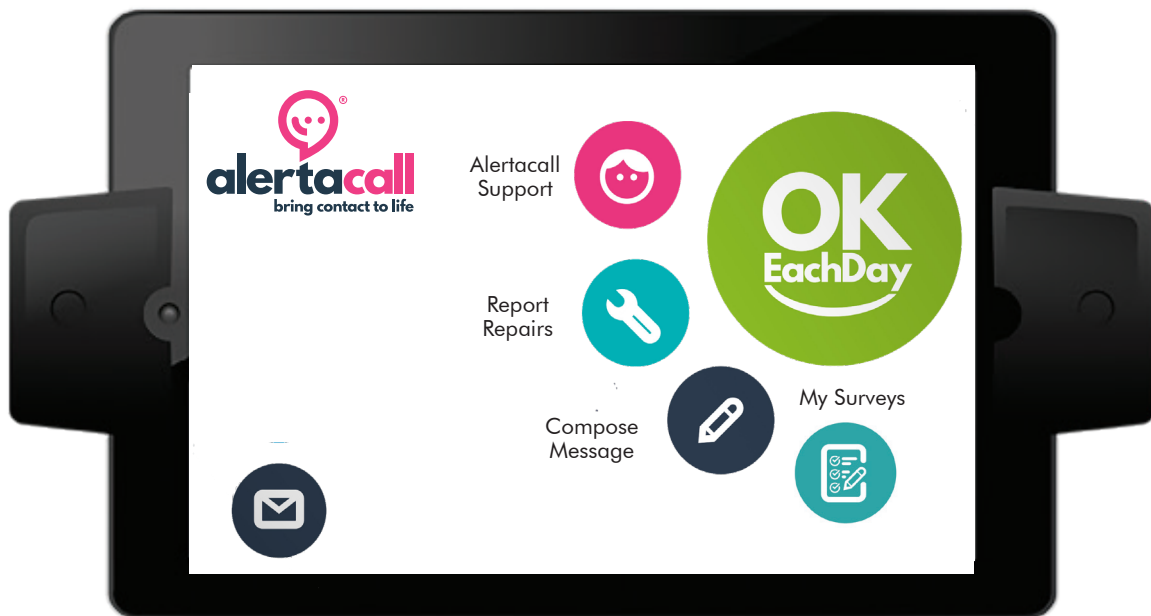 alertacall®
bring contact to life
Alertacall
Support
OK
EachDay
Report
Repairs
Compose
Message
My Surveys